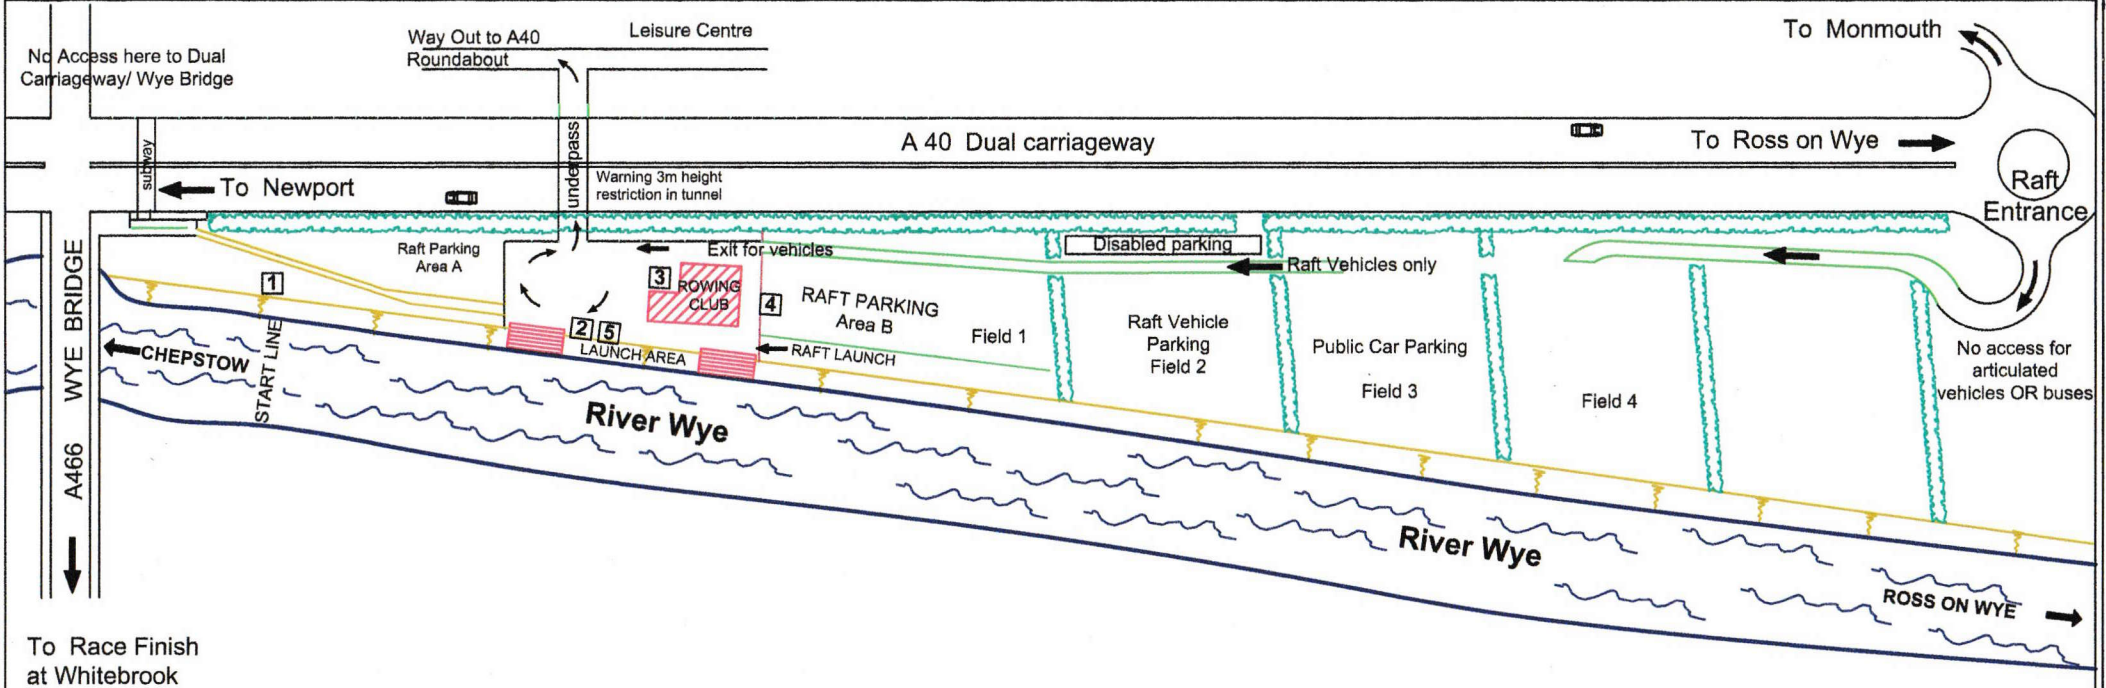 No Access here to Dual
Carriageway/ Wye Bridge
Way Out to A40
Roundabout
Leisure Centre
To Monmouth
subway
To Newport
underpass
Warning 3m height
restriction in tunnel
A 40 Dual carriageway
To Ross on Wye
Raft
Entrance
WYE BRIDGE
A466
Raft Parking
Area A
Exit for vehicles
Disabled parking
Raft Vehicles only
1
START LINE
2
5
3
ROWING
CLUB
4
RAFT PARKING
Area B
Field 1
Raft Vehicle
Parking
Field 2
Public Car Parking
Field 3
Field 4
No access for
articulated
vehicles OR buses
LAUNCH AREA
RAFT LAUNCH
CHEPSTOW
River Wye
River Wye
ROSS ON WYE
To Race Finish
at Whitebrook